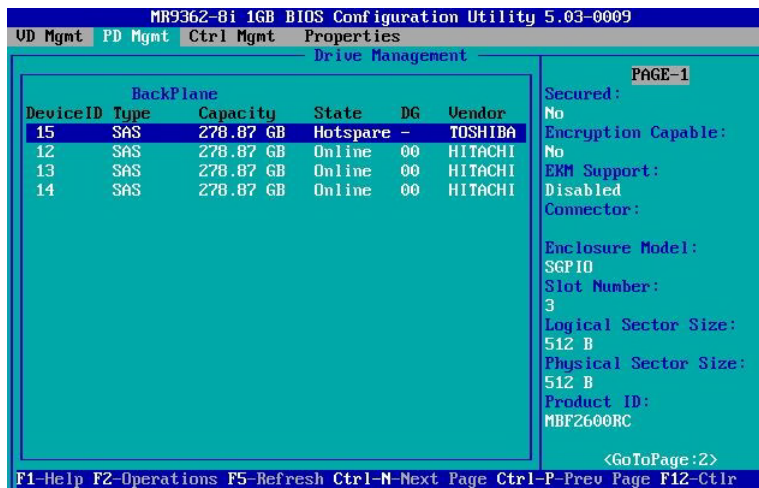 MR9362-8i 1GB BIOS Configuration Utility 5.03-0009
VD Mgmt PD Mgmt Ctrl Mgmt Properties
Drive Management
BackPlane
DeviceID Type Capacity State DG Vendor
15 SAS 278.87 GB Hotspare - TOSHIBA
12 SAS 278.87 GB Online 00 HITACHI
13 SAS 278.87 GB Online 00 HITACHI
14 SAS 278.87 GB Online 00 HITACHI
PAGE-1
Secured:
No
Encryption Capable:
No
EKM Support:
Disabled
Connector:
Enclosure Model:
SGPIO
Slot Number:
3
Logical Sector Size:
512 B
Physical Sector Size:
512 B
Product ID:
MBF2600RC
<GoToPage:2>
F1-Help F2-Operations F5-Refresh Ctrl-N-Next Page Ctrl-P-Prev Page F12-Ctlr